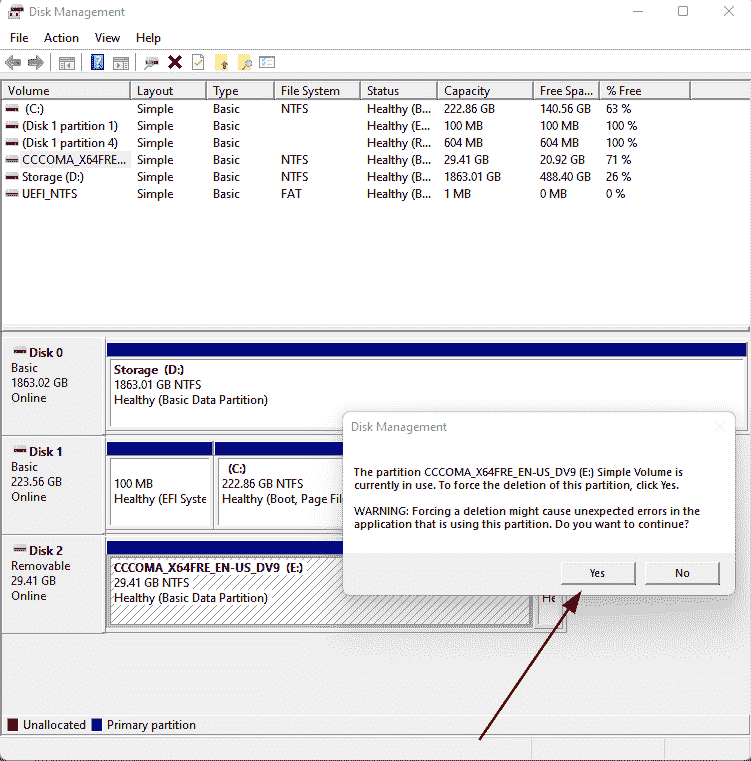 Disk Management
File Action View Help
Volume Layout Type File System Status Capacity Free Spa... % Free
(C:) Simple Basic NTFS Healthy (B... 222.86 GB 140.56 GB 63 %
(Disk 1 partition 1) Simple Basic Healthy (E... 100 MB 100 MB 100 %
(Disk 1 partition 4) Simple Basic Healthy (R... 604 MB 604 MB 100 %
CCCOMA_X64FRE... Simple Basic NTFS Healthy (B... 29.41 GB 20.92 GB 71 %
Storage (D:) Simple Basic NTFS Healthy (B... 1863.01 GB 488.40 GB 26 %
UEFI_NTFS Simple Basic FAT Healthy (B... 1 MB 0 MB 0 %
Disk 0
Basic
1863.02 GB
Online
Storage (D:)
1863.01 GB NTFS
Healthy (Basic Data Partition)
Disk 1
Basic
223.56 GB
Online
100 MB
Healthy (EFI Syste
(C:)
222.86 GB NTFS
Healthy (Boot, Page Fil
Disk 2
Removable
29.41 GB
Online
CCCOMA_X64FRE_EN-US_DV9 (E:)
29.41 GB NTFS
Healthy (Basic Data Partition)
He
Disk Management
The partition CCCOMA_X64FRE_EN-US_DV9 (E:) Simple Volume is
currently in use. To force the deletion of this partition, click Yes.
WARNING: Forcing a deletion might cause unexpected errors in the
application that is using this partition. Do you want to continue?
Yes No
Unallocated Primary partition